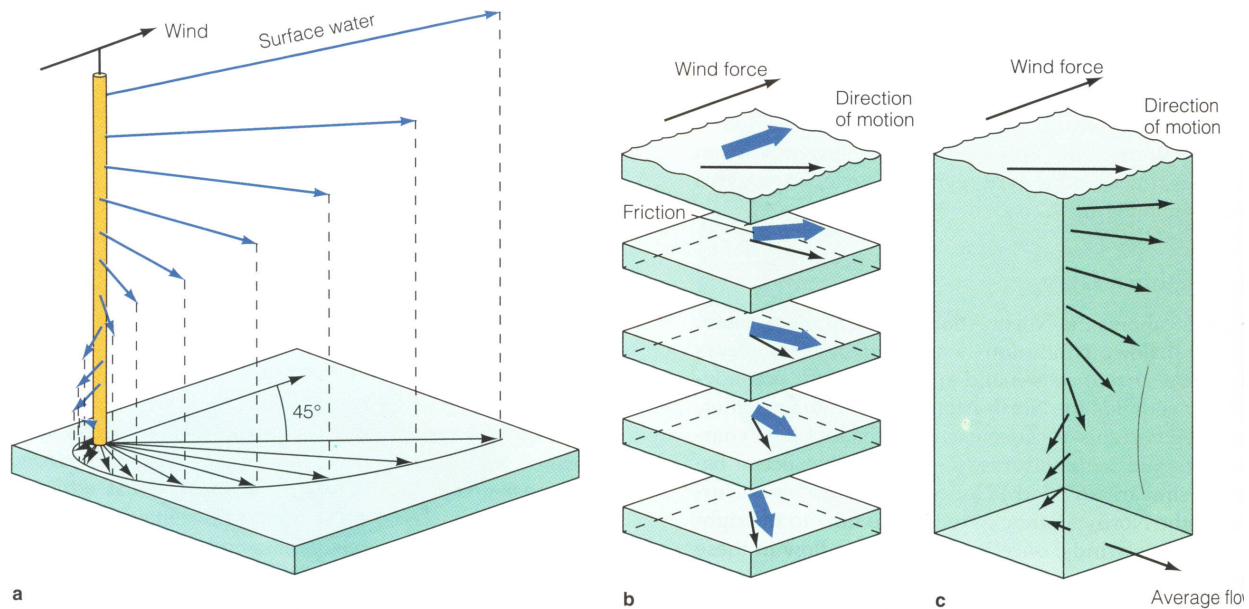 Wind
Surface water
45°
a
Wind force
Direction
of motion
Friction
b
Wind force
Direction
of motion
Average flow
c